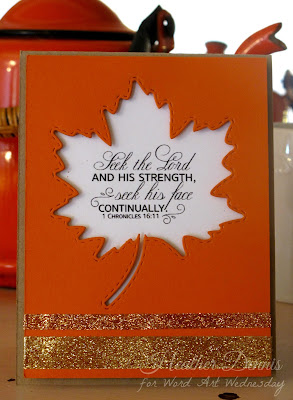 Seek the Lord
AND HIS STRENGTH,
seek his face
CONTINUALLY.
1 CHRONICLES 16:11
Heather Dennis
for Word Art Wednesday